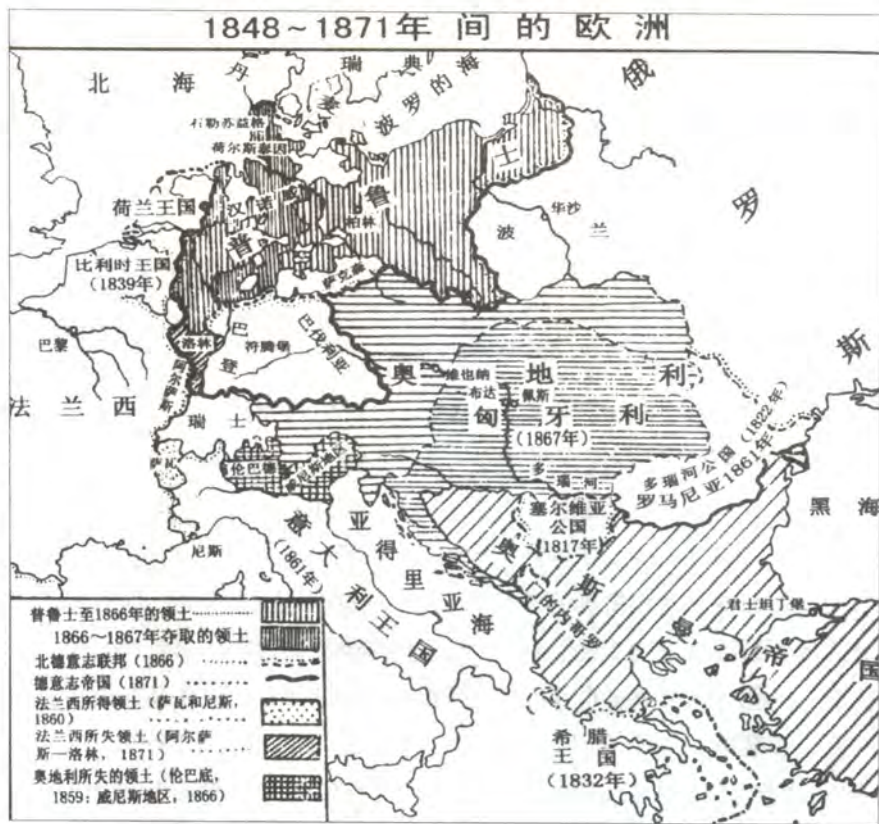 1848~1871年间的欧洲
北海
丹麦
瑞典
波罗的海
俄罗斯
石勒苏益格
荷尔斯泰因
汉诺威
普鲁士
柏林
荷兰王国
华沙
波兰
比利时王国
(1839年)
萨克森
巴黎
洛林
巴登
符腾堡
巴伐利亚
阿尔萨斯
法兰西
瑞士
奥地利
维也纳
布达
佩斯
匈牙利
(1867年)
多瑙河
萨瓦
伦巴德
威尼斯地区
多瑙河公国(1822年)
罗马尼亚1861年
塞尔维亚
公国
(1817年)
黑海
尼斯
意大利王国
(1861年)
亚得里亚海
门的内哥罗
奥斯曼帝国
君士坦丁堡
希腊
王国
(1832年)
普鲁士至1866年的领土
1866~1867年夺取的领土
北德意志联邦(1866)
德意志帝国(1871)
法兰西所得领土(萨瓦和尼斯,
1860)
法兰西所失领土(阿尔萨
斯—洛林, 1871)
奥地利所失的领土(伦巴底,
1859; 威尼斯地区, 1866)